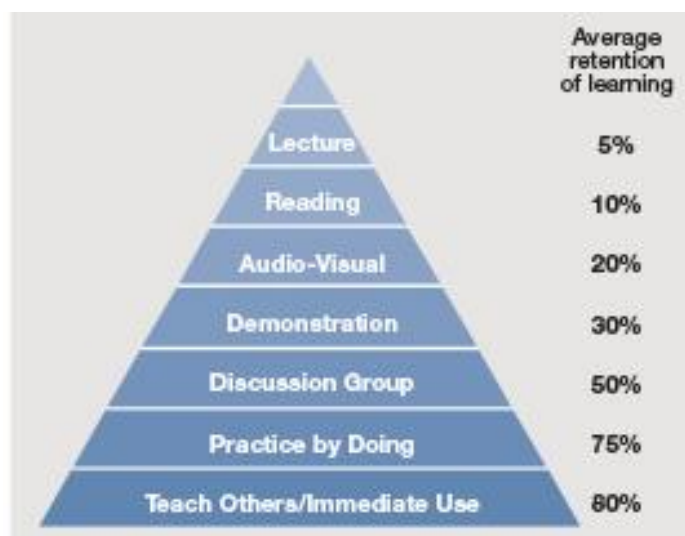 Average
retention
of learning
Lecture 5%
Reading 10%
Audio-Visual 20%
Demonstration 30%
Discussion Group 50%
Practice by Doing 75%
Teach Others/Immediate Use 80%